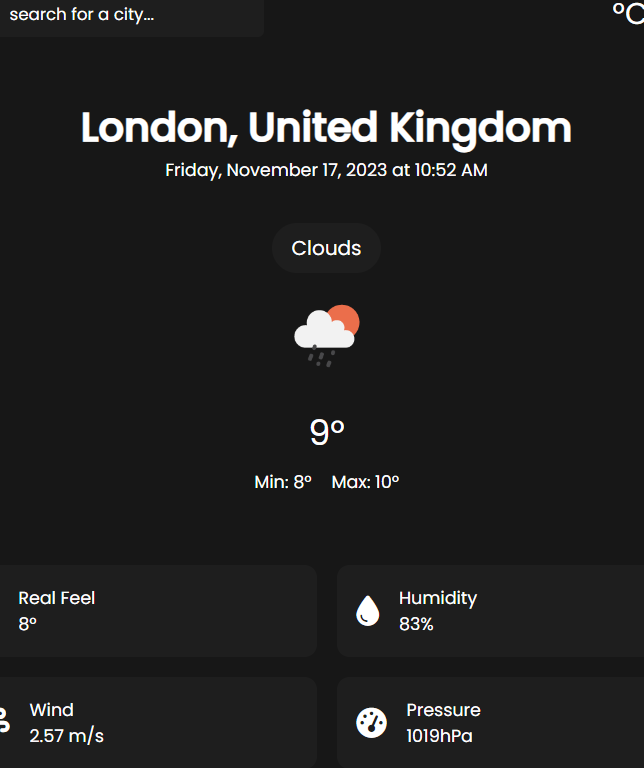 search for a city...
°C
London, United Kingdom
Friday, November 17, 2023 at 10:52 AM
Clouds
9°
Min: 8° Max: 10°
Real Feel
8°
Humidity
83%
Wind
2.57 m/s
Pressure
1019hPa